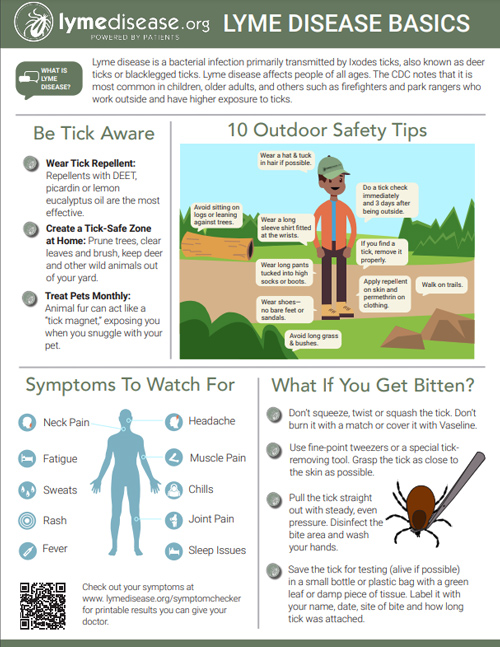 lymedisease.org
POWERED BY PATIENTS
LYME DISEASE BASICS
WHAT IS
LYME
DISEASE?
Lyme disease is a bacterial infection primarily transmitted by Ixodes ticks, also known as deer
ticks or blacklegged ticks. Lyme disease affects people of all ages. The CDC notes that it is
most common in children, older adults, and others such as firefighters and park rangers who
work outside and have higher exposure to ticks.
Be Tick Aware
Wear Tick Repellent:
Repellents with DEET,
picardin or lemon
eucalyptus oil are the most
effective.
Create a Tick-Safe Zone
at Home: Prune trees, clear
leaves and brush, keep deer
and other wild animals out
of your yard.
Treat Pets Monthly:
Animal fur can act like a
"tick magnet," exposing you
when you snuggle with your
pet.
10 Outdoor Safety Tips
Wear a hat & tuck
in hair if possible.
Do a tick check
immediately
and 3 days after
being outside.
Avoid sitting on
logs or leaning
against trees.
Wear a long
sleeve shirt fitted
at the wrists.
If you find a
tick, remove it
properly.
Wear long pants
tucked into high
socks or boots.
Apply repellent
on skin and
permethrin on
clothing.
Walk on trails.
Wear shoes—
no bare feet or
sandals.
Avoid long grass
& bushes.
Symptoms To Watch For
Neck Pain
Fatigue
Sweats
Rash
Fever
Headache
Muscle Pain
Chills
Joint Pain
Sleep Issues
Check out your symptoms at
www. lymedisease.org/symptomchecker
for printable results you can give your
doctor.
What If You Get Bitten?
Don't squeeze, twist or squash the tick. Don't
burn it with a match or cover it with Vaseline.
Use fine-point tweezers or a special tick-
removing tool. Grasp the tick as close to
the skin as possible.
Pull the tick straight
out with steady, even
pressure. Disinfect the
bite area and wash
your hands.
Save the tick for testing (alive if possible)
in a small bottle or plastic bag with a green
leaf or damp piece of tissue. Label it with
your name, date, site of bite and how long
tick was attached.